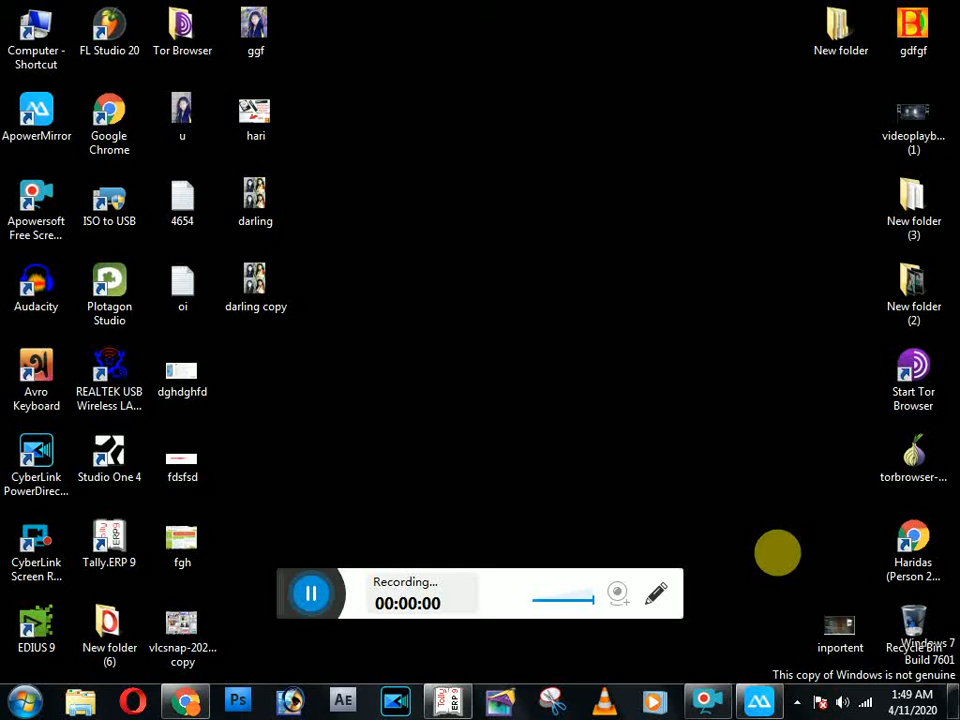 Computer -
Shortcut
FL Studio 20
Tor Browser
ggf
New folder
gdfgf
ApowerMirror
Google
Chrome
u
hari
videoplayb...
(1)
Apowersoft
Free Scre...
ISO to USB
4654
darling
New folder
(3)
Audacity
Plotagon
Studio
oi
darling copy
New folder
(2)
Avro
Keyboard
REALTEK USB
Wireless LA...
dghdghfd
Start Tor
Browser
CyberLink
PowerDirec...
Studio One 4
fdsfsd
torbrowser-...
CyberLink
Screen R...
Tally.ERP 9
fgh
Haridas
(Person 2...
Recording...
00:00:00
EDIUS 9
New folder
(6)
vlcsnap-202...
copy
inportent
Recycle Bin
Windows 7
Build 7601
This copy of Windows is not genuine
Ps
Ae
1:49 AM
4/11/2020